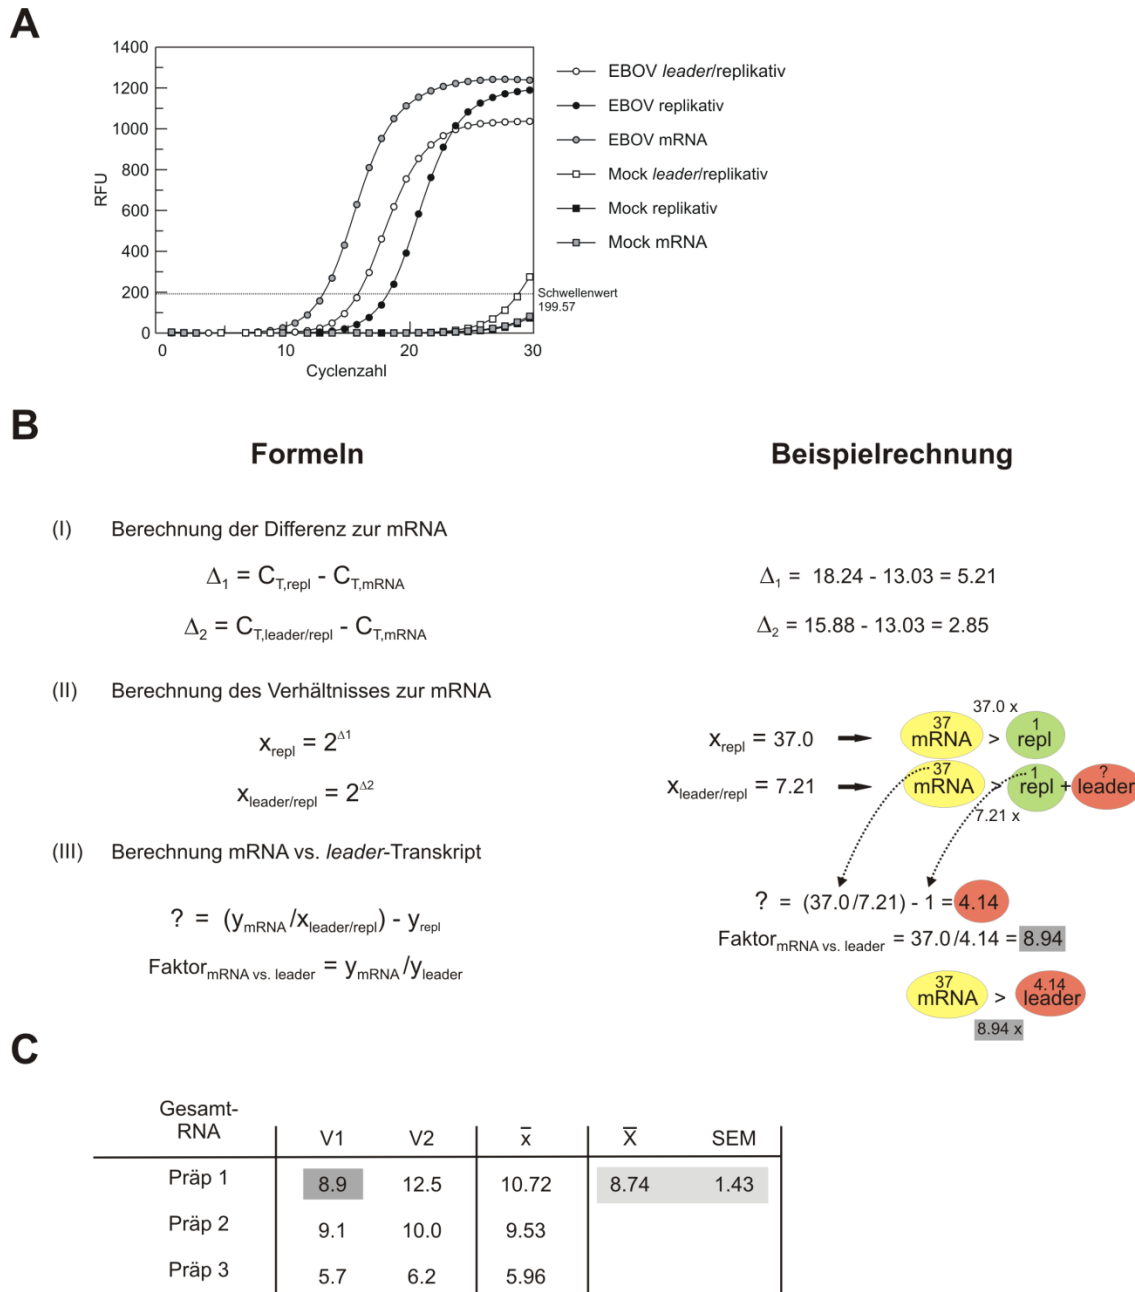 A
1400
1200
1000
800
600
400
200
0
RFU
0 10 20 30
Cyclenzahl
EBOV leader/replikativ
EBOV replikativ
EBOV mRNA
Mock leader/replikativ
Mock replikativ
Mock mRNA
Schwellenwert
199.57
B
Formeln
Beispielrechnung
(I) Berechnung der Differenz zur mRNA
Δ1 = CT,repl - CT,mRNA
Δ1 = 18.24 - 13.03 = 5.21
Δ2 = CT,leader/repl - CT,mRNA
Δ2 = 15.88 - 13.03 = 2.85
(II) Berechnung des Verhältnisses zur mRNA
xrepl = 2^Δ1
xleader/repl = 2^Δ2
37.0 x
37 1
xrepl = 37.0 mRNA > repl
37 1 ?
xleader/repl = 7.21 mRNA > repl + leader
7.21 x
(III) Berechnung mRNA vs. leader-Transkript
? = (ymRNA/xleader/repl) - yrepl
FaktormRNA vs. leader = ymRNA/yleader
? = (37.0/7.21) - 1 = 4.14
FaktormRNA vs. leader = 37.0/4.14 = 8.94
37 4.14
mRNA > leader
8.94 x
C
Gesamt-
RNA V1 V2 x̅ X̅ SEM
Präp 1 8.9 12.5 10.72 8.74 1.43
Präp 2 9.1 10.0 9.53
Präp 3 5.7 6.2 5.96